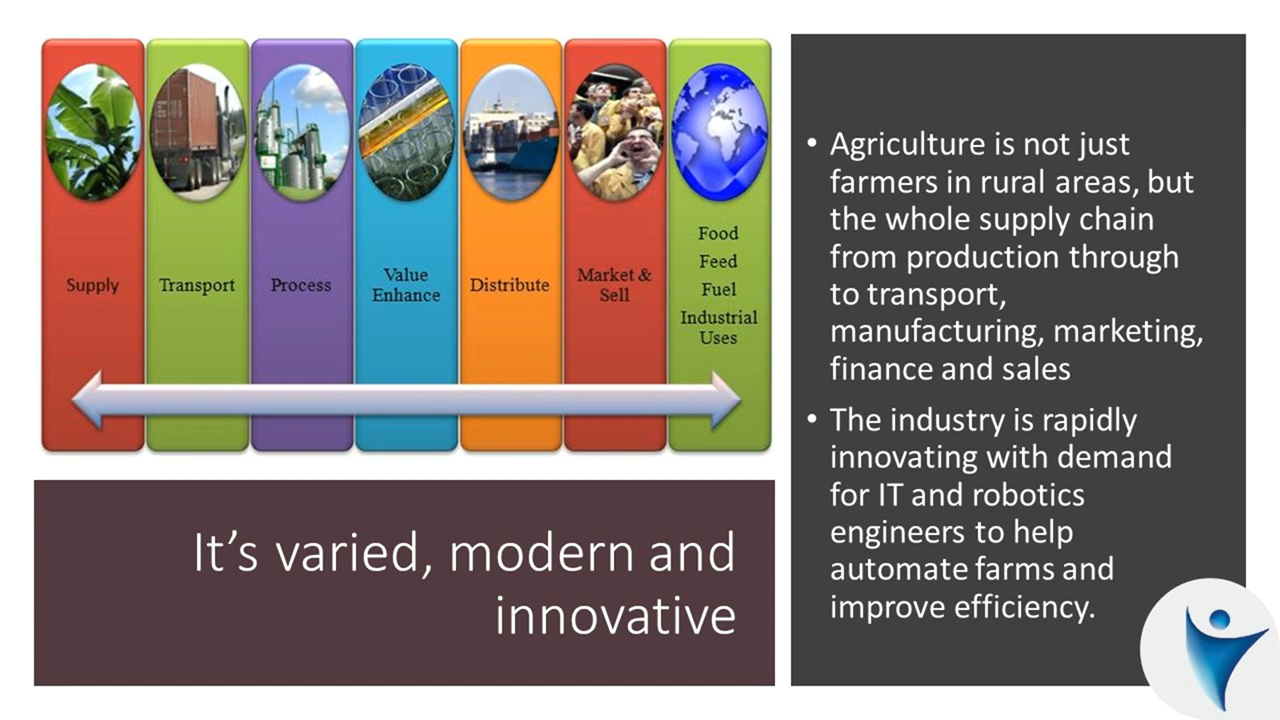 Supply
Transport
Process
Value
Enhance
Distribute
Market &
Sell
Food
Feed
Fuel
Industrial
Uses
It’s varied, modern and
innovative
• Agriculture is not just
farmers in rural areas, but
the whole supply chain
from production through
to transport,
manufacturing, marketing,
finance and sales
• The industry is rapidly
innovating with demand
for IT and robotics
engineers to help
automate farms and
improve efficiency.